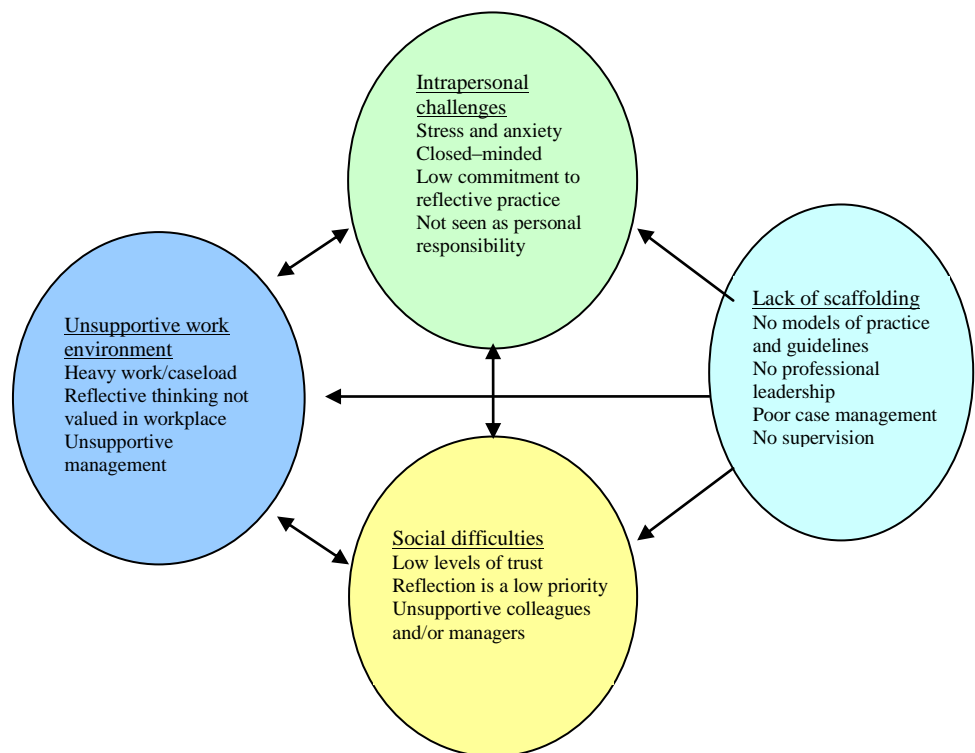 Intrapersonal
challenges
Stress and anxiety
Closed–minded
Low commitment to
reflective practice
Not seen as personal
responsibility
Unsupportive work
environment
Heavy work/caseload
Reflective thinking not
valued in workplace
Unsupportive
management
Lack of scaffolding
No models of practice
and guidelines
No professional
leadership
Poor case management
No supervision
Social difficulties
Low levels of trust
Reflection is a low priority
Unsupportive colleagues
and/or managers